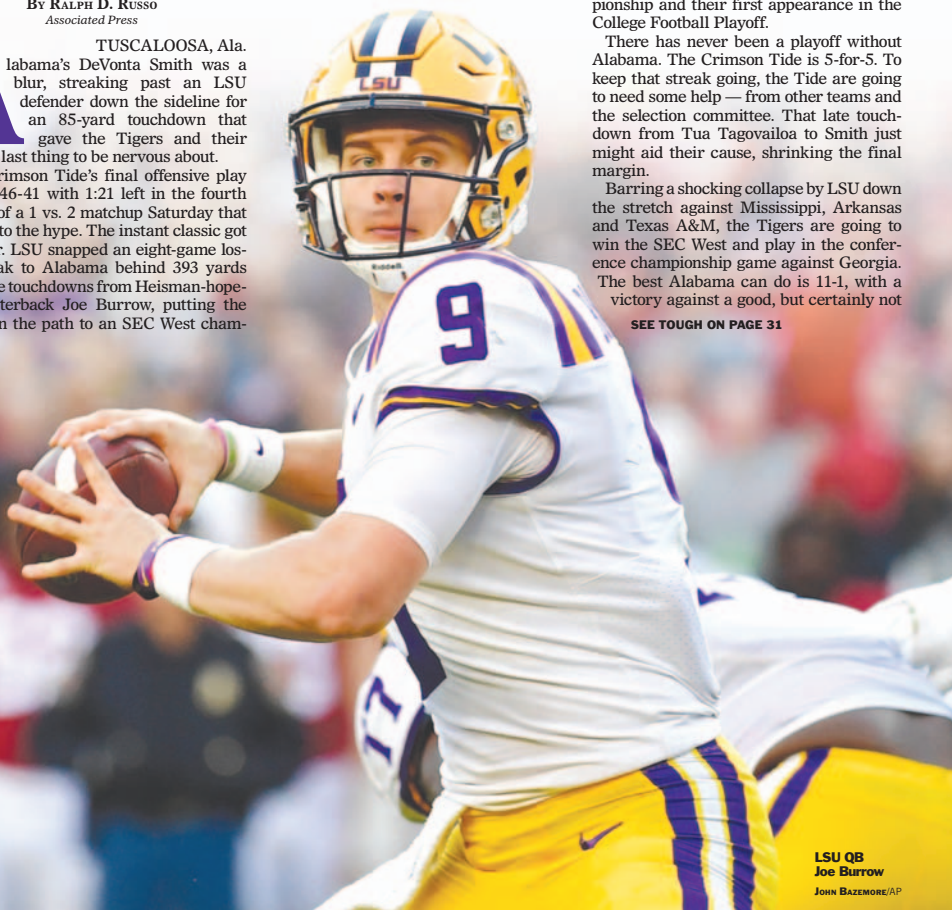 BY RALPH D. RUSSO
Associated Press
TUSCALOOSA, Ala.
A
labama's DeVonta Smith was a
blur, streaking past an LSU
defender down the sideline for
an 85-yard touchdown that
gave the Tigers and their
last thing to be nervous about.
rimson Tide's final offensive play
46-41 with 1:21 left in the fourth
of a 1 vs. 2 matchup Saturday that
to the hype. The instant classic got
r. LSU snapped an eight-game los-
ak to Alabama behind 393 yards
e touchdowns from Heisman-hope-
terback Joe Burrow, putting the
n the path to an SEC West cham-
pionship and their first appearance in the
College Football Playoff.
There has never been a playoff without
Alabama. The Crimson Tide is 5-for-5. To
keep that streak going, the Tide are going
to need some help — from other teams and
the selection committee. That late touch-
down from Tua Tagovailoa to Smith just
might aid their cause, shrinking the final
margin.
Barring a shocking collapse by LSU down
the stretch against Mississippi, Arkansas
and Texas A&M, the Tigers are going to
win the SEC West and play in the confer-
ence championship game against Georgia.
The best Alabama can do is 11-1, with a
victory against a good, but certainly not
SEE TOUGH ON PAGE 31
LSU
Riddell
9
17
LSU QB
Joe Burrow
JOHN BAZEMORE/AP